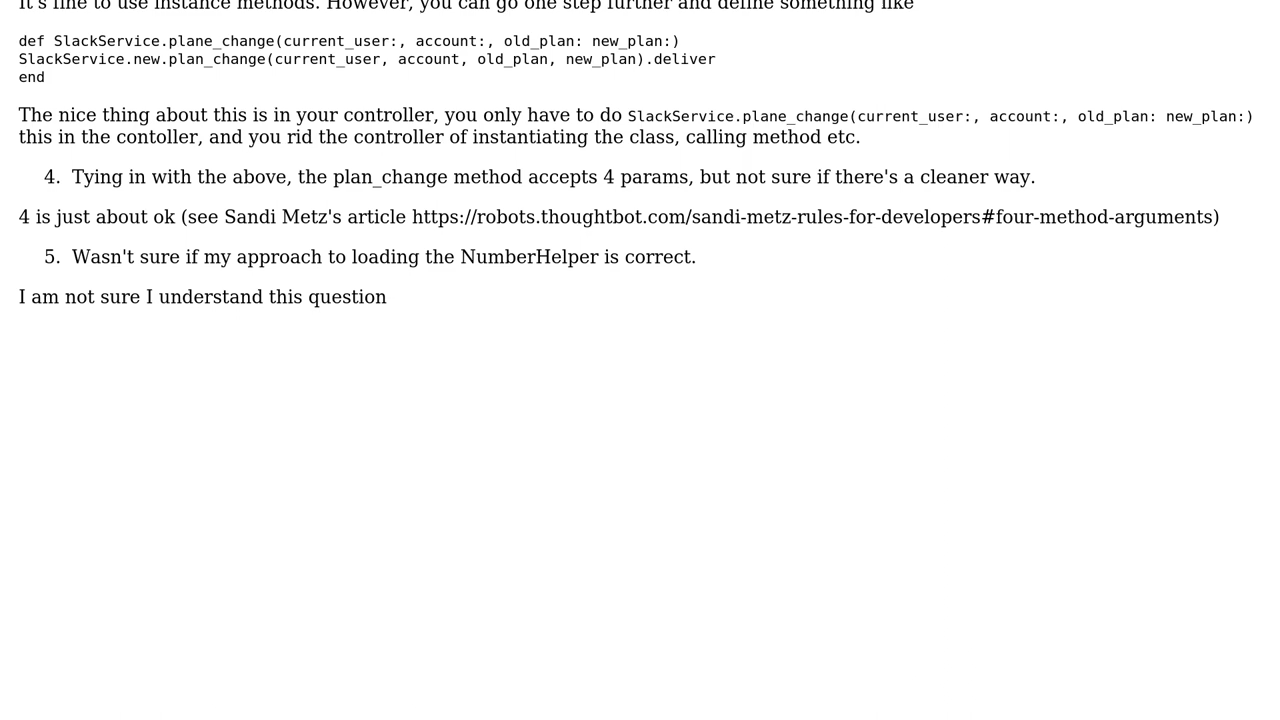 It's fine to use instance methods. However, you can go one step further and define something like
def SlackService.plane_change(current_user:, account:, old_plan: new_plan:)
SlackService.new.plan_change(current_user, account, old_plan, new_plan).deliver
end
The nice thing about this is in your controller, you only have to do SlackService.plane_change(current_user:, account:, old_plan: new_plan:)
this in the contoller, and you rid the controller of instantiating the class, calling method etc.
4. Tying in with the above, the plan_change method accepts 4 params, but not sure if there's a cleaner way.
4 is just about ok (see Sandi Metz's article https://robots.thoughtbot.com/sandi-metz-rules-for-developers#four-method-arguments)
5. Wasn't sure if my approach to loading the NumberHelper is correct.
I am not sure I understand this question